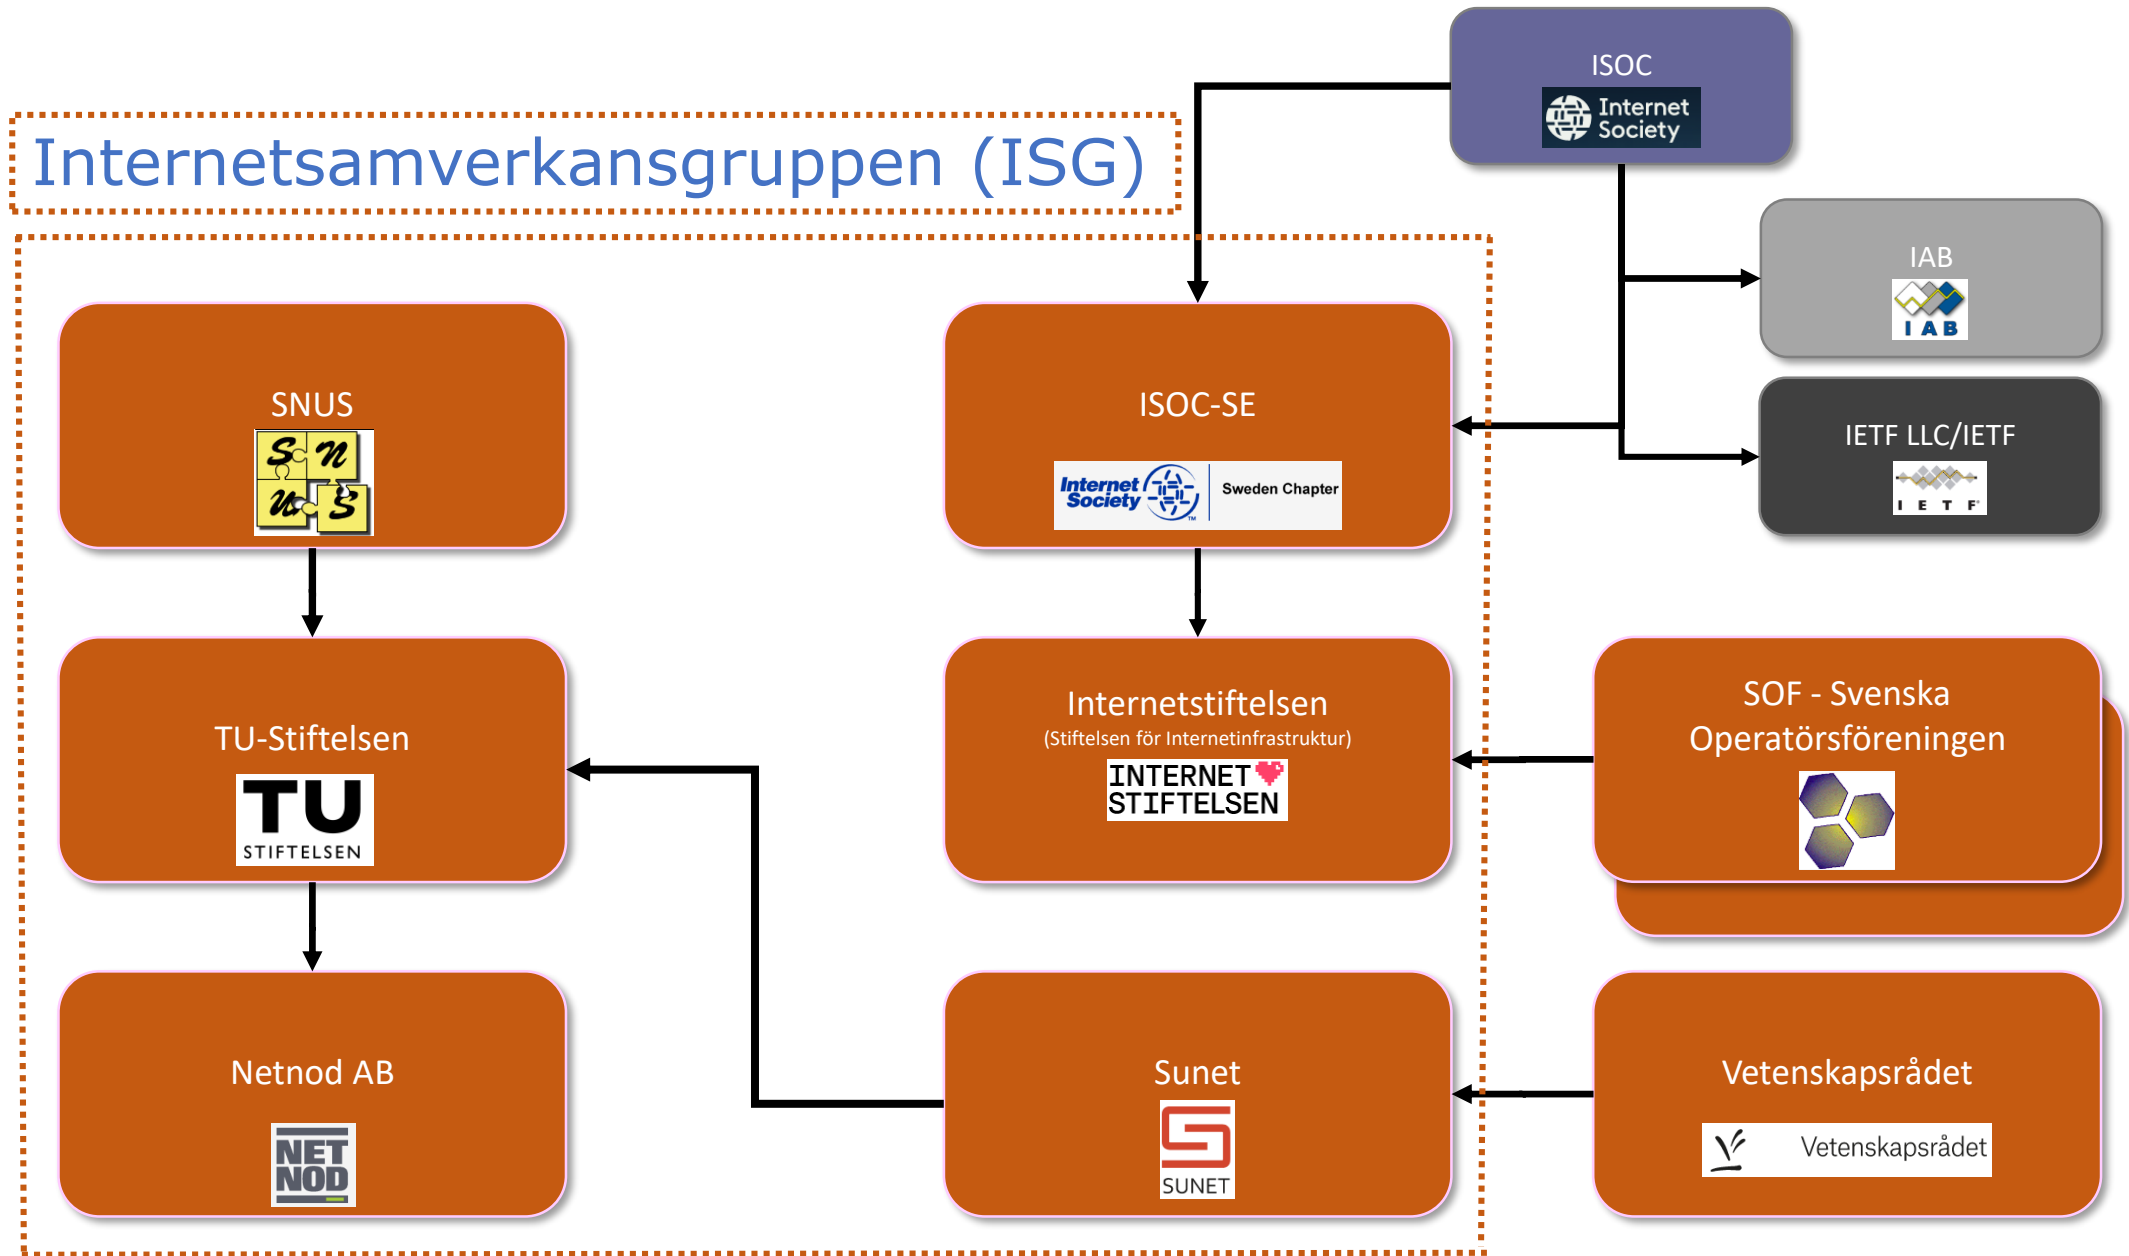 ISOC
Internet
Society
Internetsamverkansgruppen (ISG)
IAB
I A B
SNUS
S N
U S
ISOC-SE
Internet
Society
TM
Sweden Chapter
IETF LLC/IETF
I E T F®
TU-Stiftelsen
TU
STIFTELSEN
Internetstiftelsen
(Stiftelsen för Internetinfrastruktur)
INTERNET
STIFTELSEN
SOF - Svenska
Operatörsföreningen
Netnod AB
NET
NOD
Sunet
SUNET
Vetenskapsrådet
Vetenskapsrådet